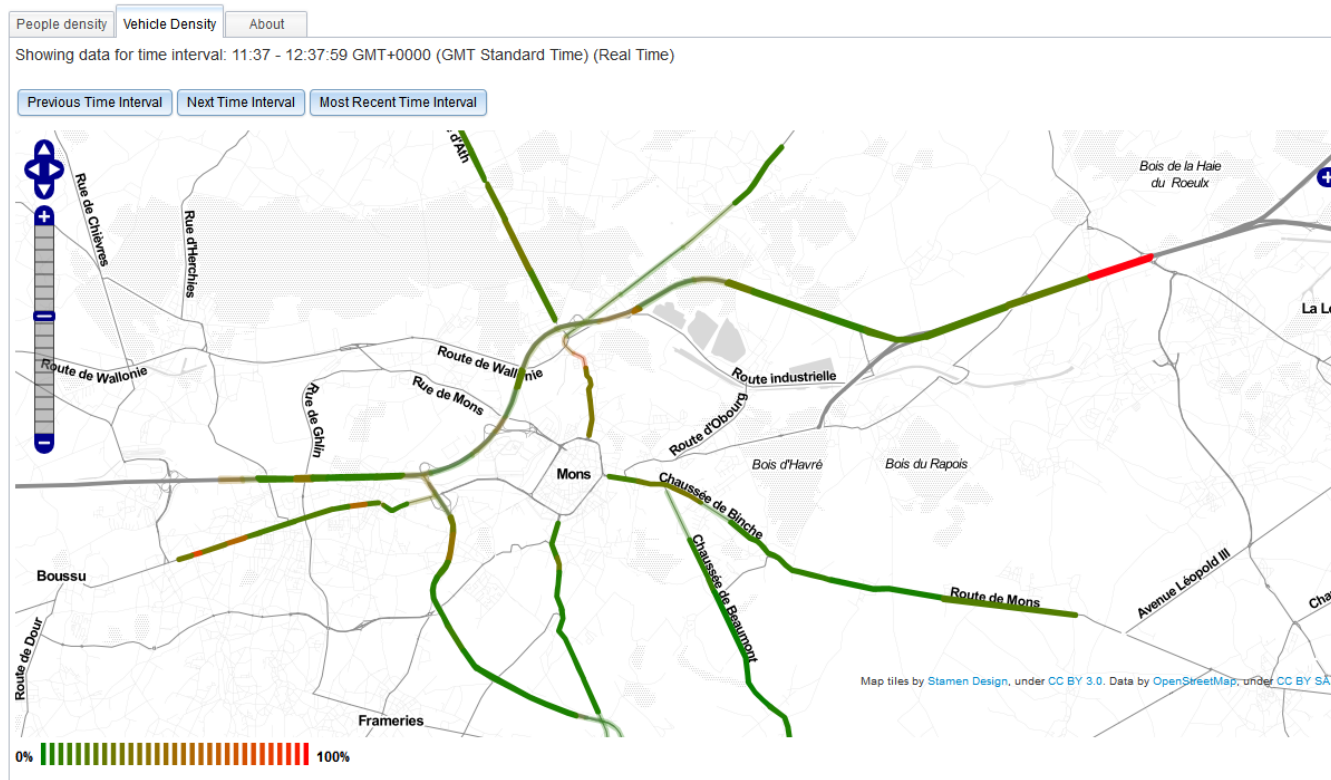 People density
Vehicle Density
About
Showing data for time interval: 11:37 - 12:37:59 GMT+0000 (GMT Standard Time) (Real Time)
Previous Time Interval
Next Time Interval
Most Recent Time Interval
d'Ath
Bois de la Haie
du Roeulx
Rue de Chièvres
Rue d'Herchies
La Lo
Route de Wallonie
Route de Wallonie
Rue de Mons
Route industrielle
Rue de Ghlin
Route d'Obourg
Mons
Bois d'Havré
Bois du Rapois
Chaussée de Binche
Chaussée de Beaumont
Boussu
Route de Mons
Avenue Léopold III
Cha
Route de Dour
Map tiles by Stamen Design, under CC BY 3.0. Data by OpenStreetMap, under CC BY SA
Frameries
0%
100%